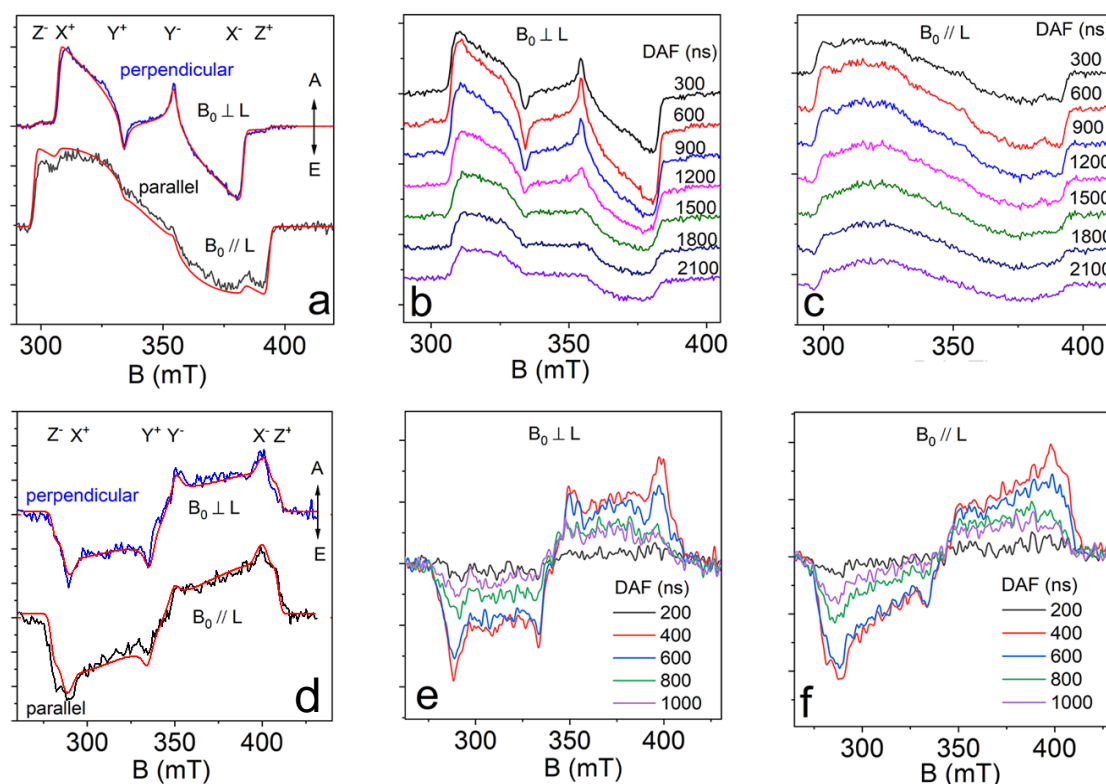 Z⁻ X⁺ Y⁺ Y⁻ X⁻ Z⁺
perpendicular
B₀ ⊥ L
A
E
parallel
B₀ // L
a
300 350 400
B (mT)
B₀ ⊥ L
DAF (ns)
300
600
900
1200
1500
1800
2100
b
300 350 400
B (mT)
B₀ // L
DAF (ns)
300
600
900
1200
1500
1800
2100
c
300 350 400
B (mT)
Z⁻ X⁺ Y⁺ Y⁻ X⁻ Z⁺
A
perpendicular
B₀ ⊥ L
E
B₀ // L
parallel
d
300 350 400
B (mT)
B₀ ⊥ L
DAF (ns)
200
400
600
800
1000
e
300 350 400
B (mT)
B₀ // L
DAF (ns)
200
400
600
800
1000
f
300 350 400
B (mT)